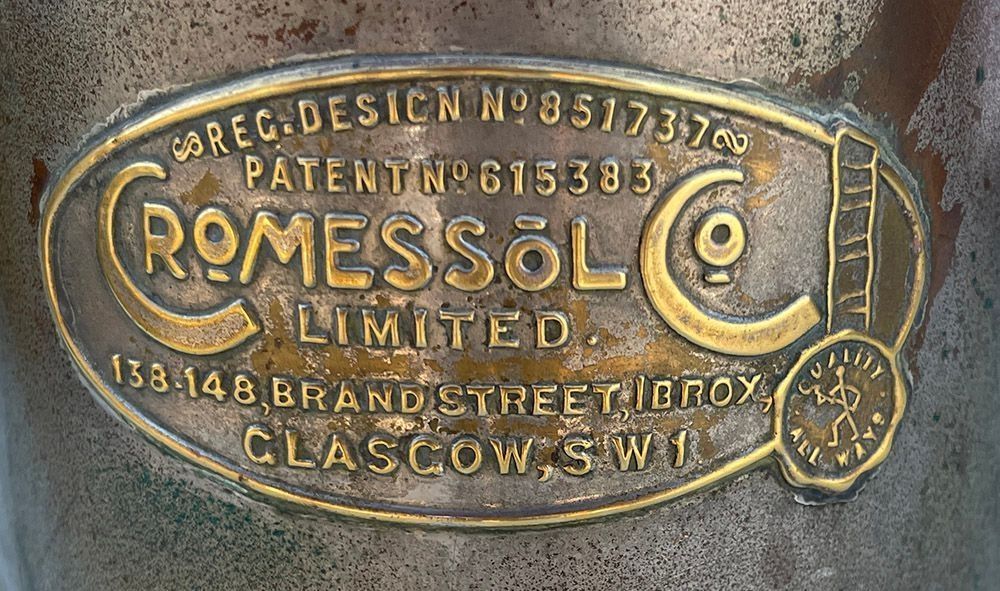 REG. DESIGN No 851737
PATENT No 615383
CROMESSŌL Co
LIMITED.
138-148, BRAND STREET, IBROX,
GLASGOW, S W 1
QUALITY
ALL WAYS